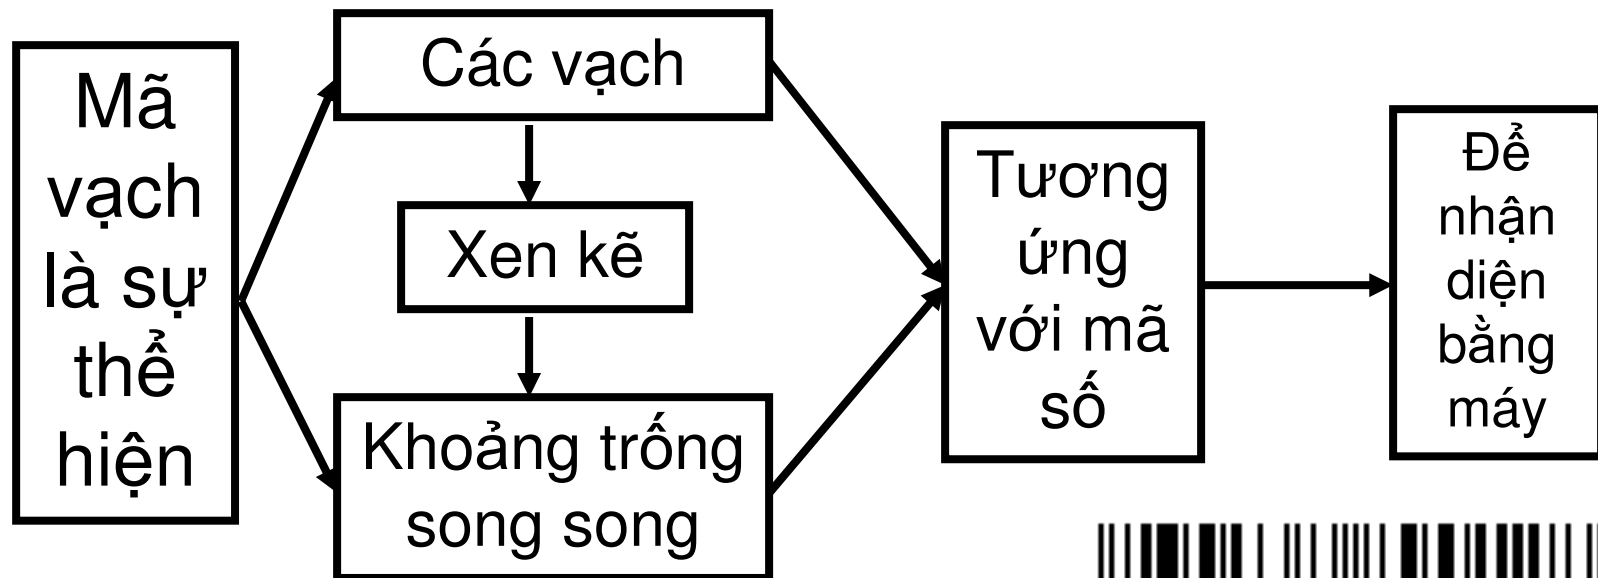 Mã
vạch
là sự
thể
hiện
Các vạch
Xen kẽ
Khoảng trống
song song
Tương
ứng
với mã
số
Để
nhận
diện
bằng
máy